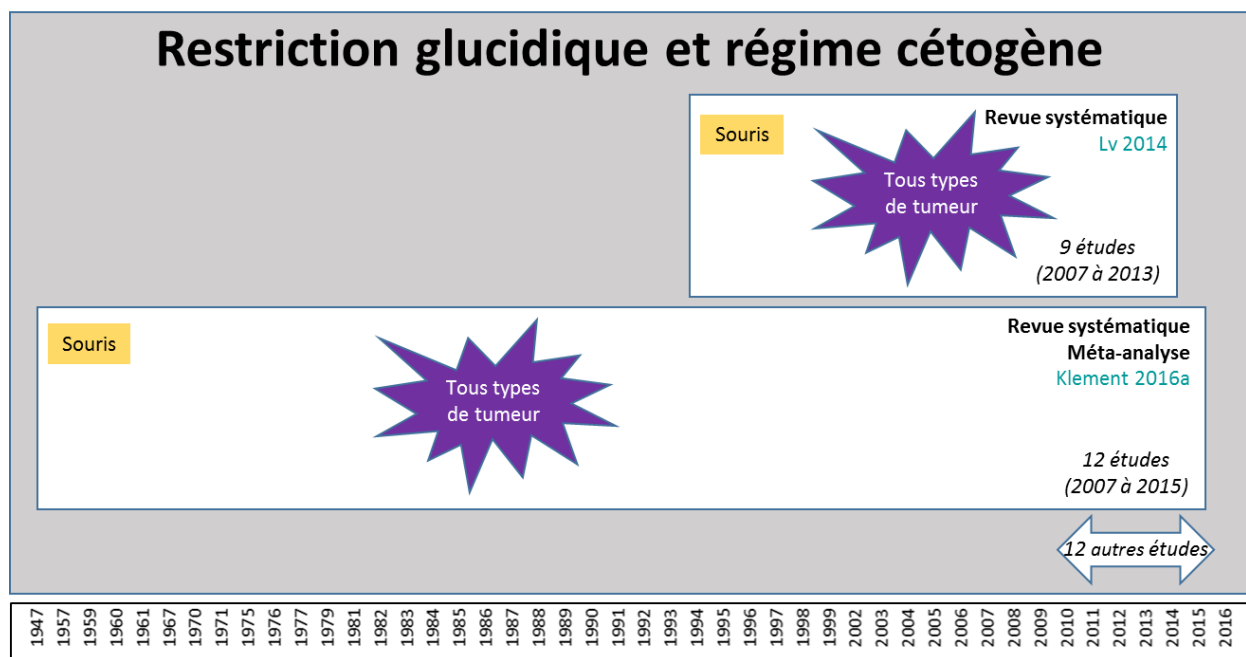 Restriction glucidique et régime cétogène
Souris
Tous types
de tumeur
Revue systématique
Lv 2014
9 études
(2007 à 2013)
Souris
Tous types
de tumeur
Revue systématique
Méta-analyse
Klement 2016a
12 études
(2007 à 2015)
12 autres études
1947 1957 1959 1960 1961 1967 1970 1971 1975 1976 1977 1979 1981 1982 1983 1984 1985 1986 1987 1988 1989 1990 1991 1992 1993 1994 1995 1996 1997 1998 1999 2002 2003 2004 2005 2006 2007 2008 2009 2010 2011 2012 2013 2014 2015 2016